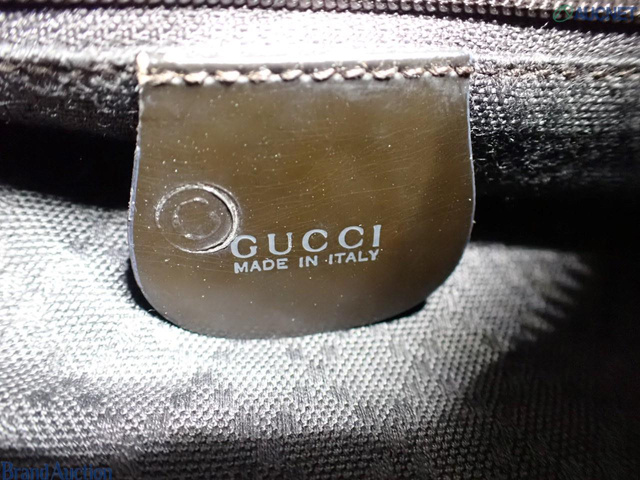 GUCCI
MADE IN ITALY
Brand Auction